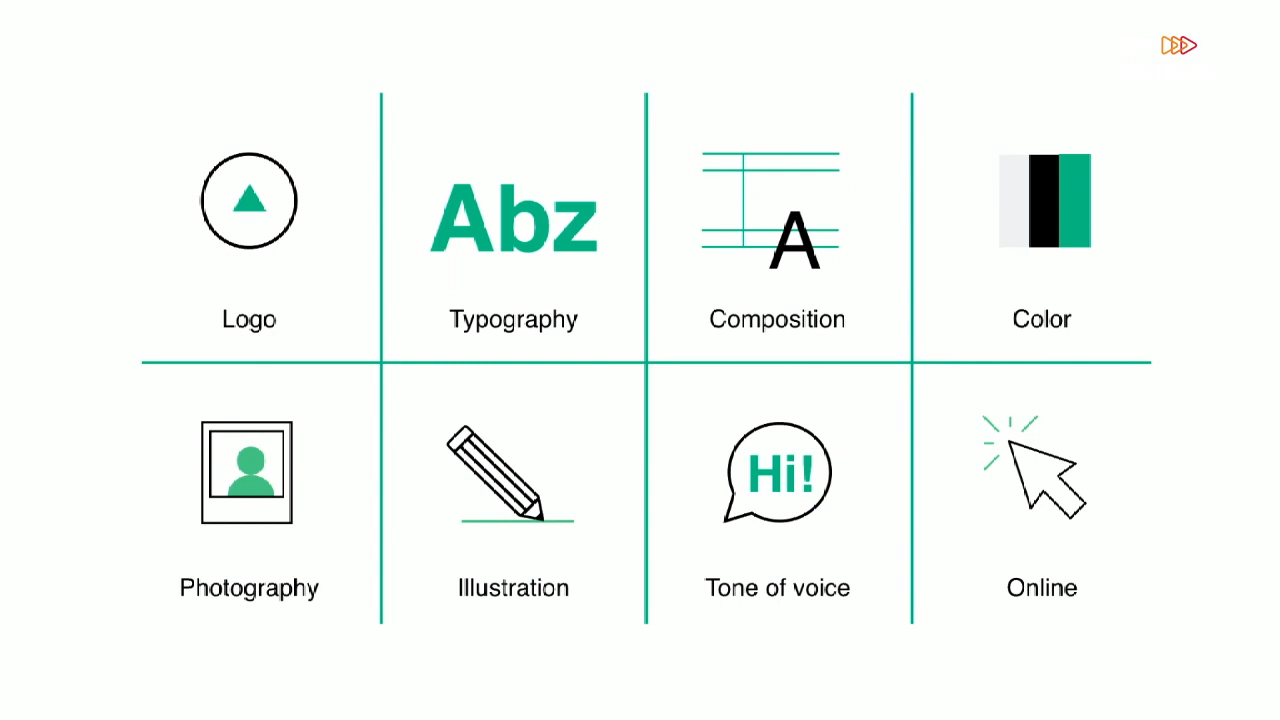 Abz
A
Logo
Typography
Composition
Color
Hi!
Photography
Illustration
Tone of voice
Online